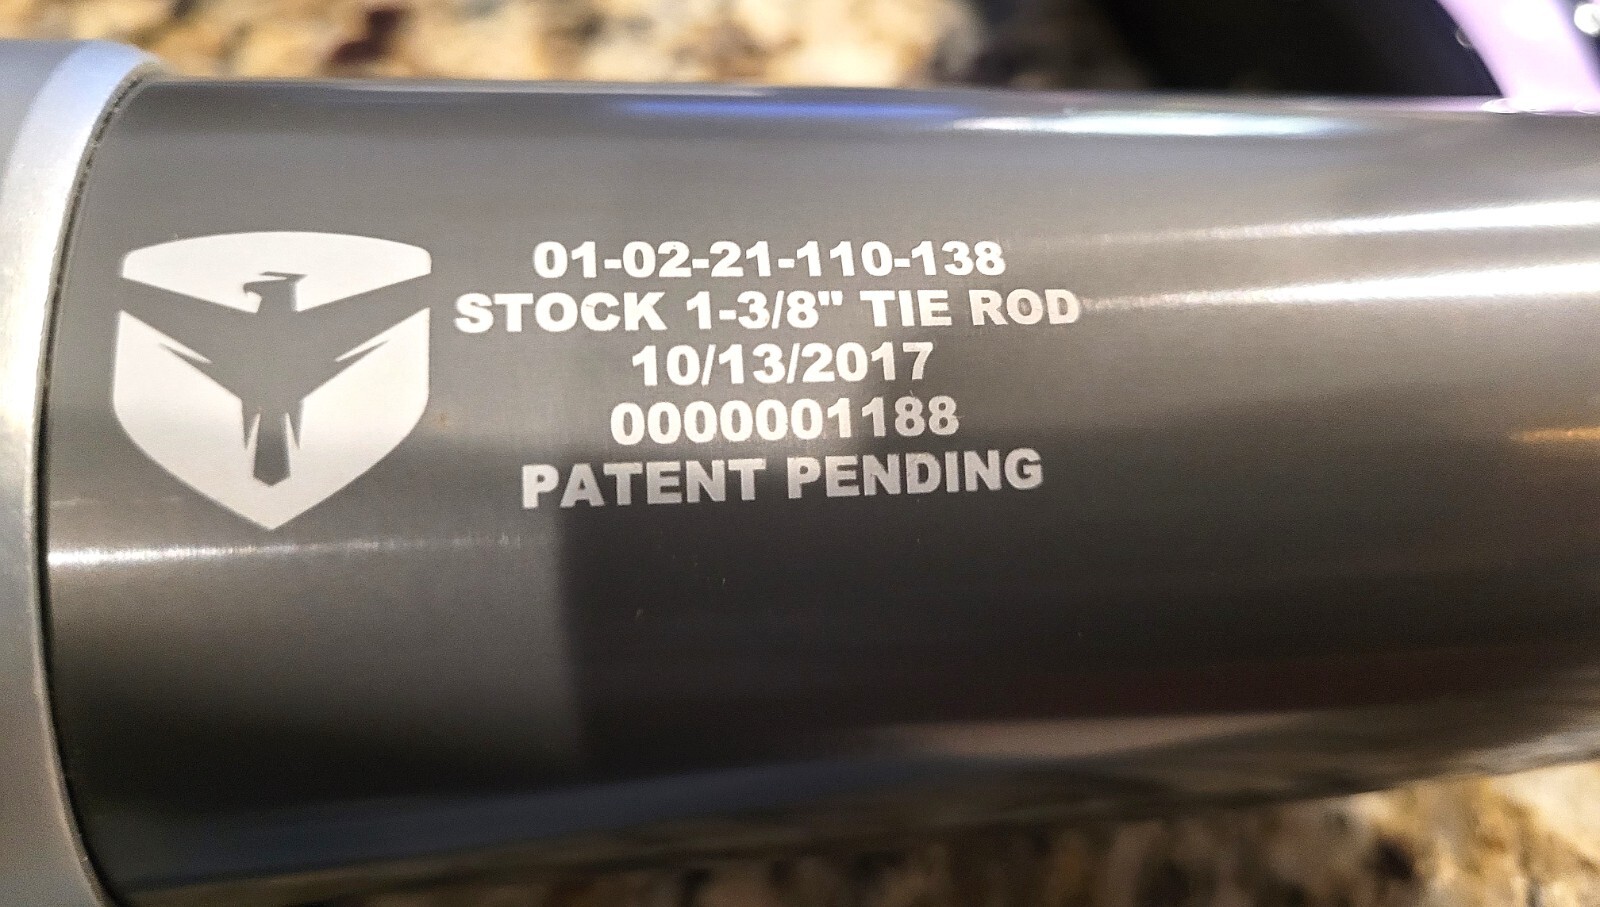 01-02-21-110-138
STOCK 1-3/8" TIE ROD
10/13/2017
0000001188
PATENT PENDING